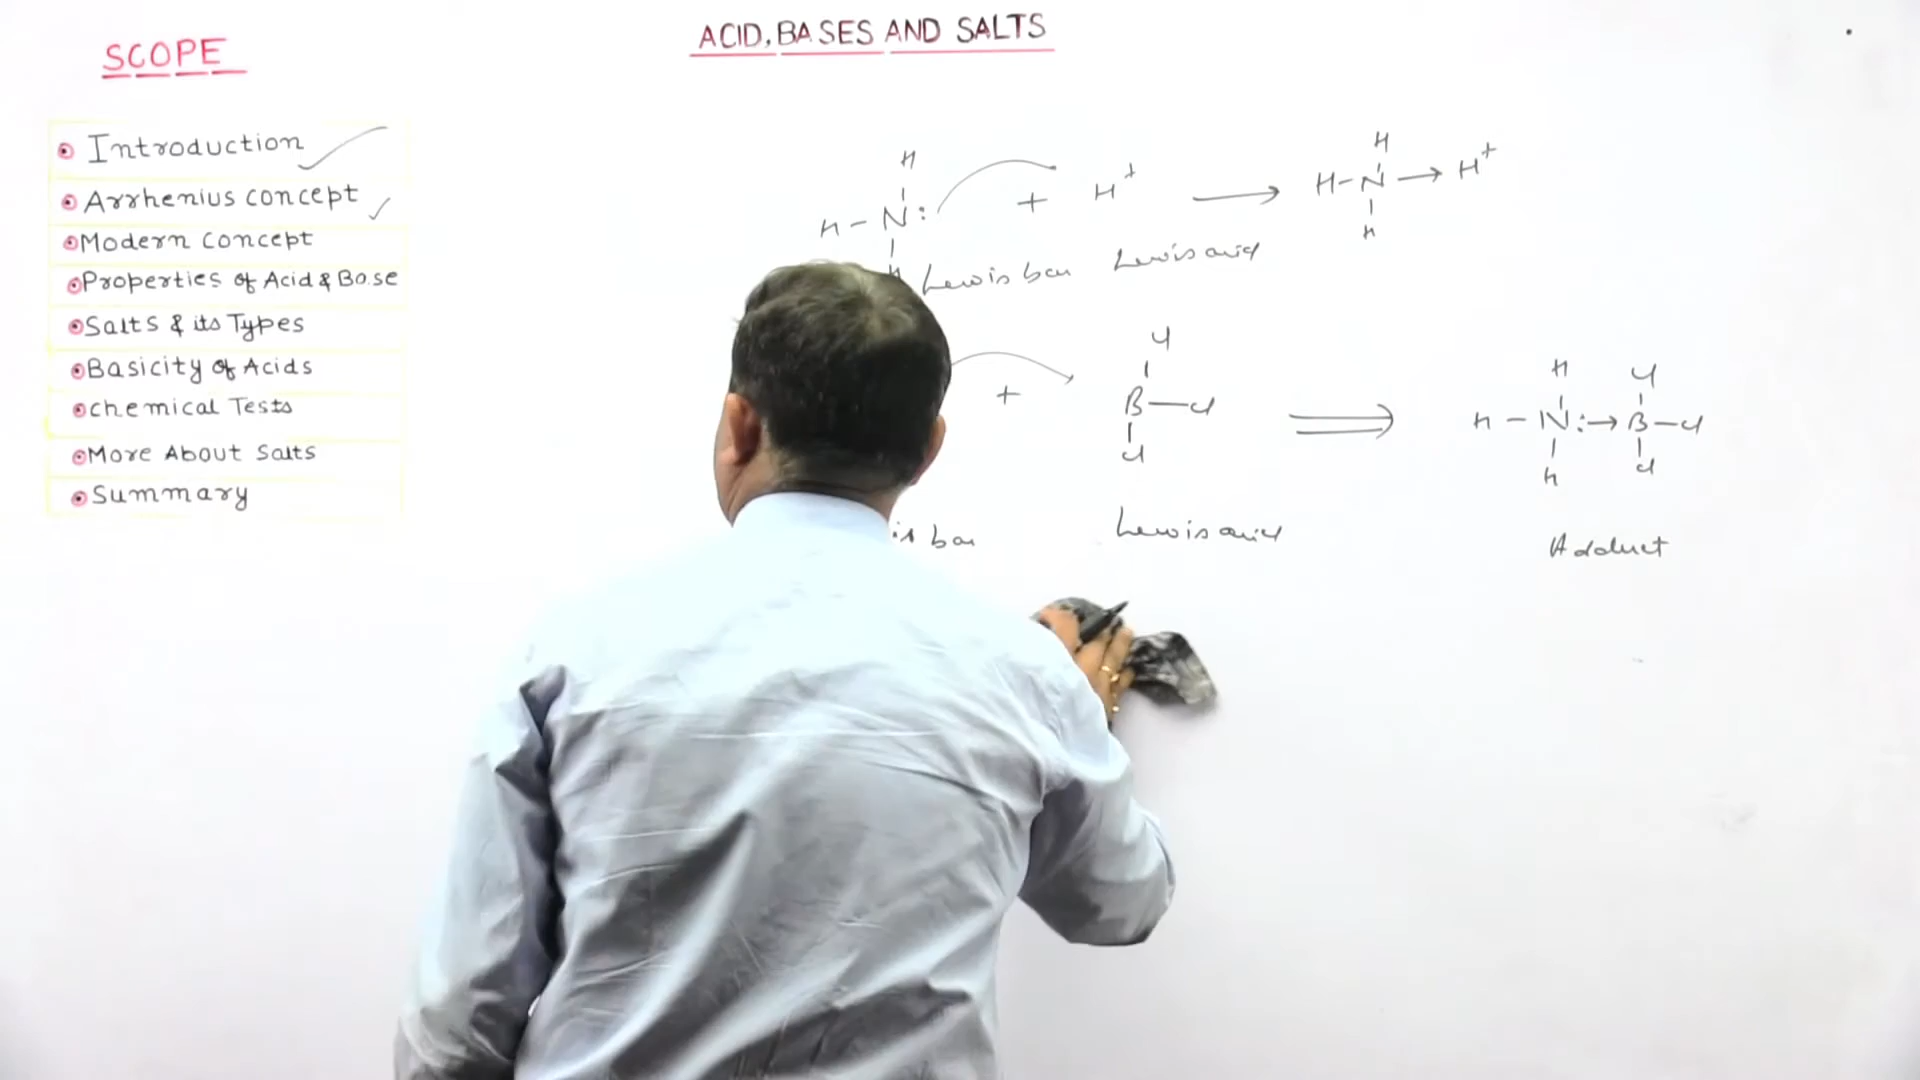 ACID, BASES AND SALTS
SCOPE
Introduction
Arrhenius concept
Modern concept
Properties of Acid & Base
Salts & its Types
Basicity of Acids
chemical Tests
More About Salts
Summary
H
H
H - N : + H+ → H - N → H+
H
H
Lewis Lewis acid
Cl
H Cl
+ B - Cl ⇒ H - N : → B - Cl
Cl
H Cl
Lewis acid
Adduct